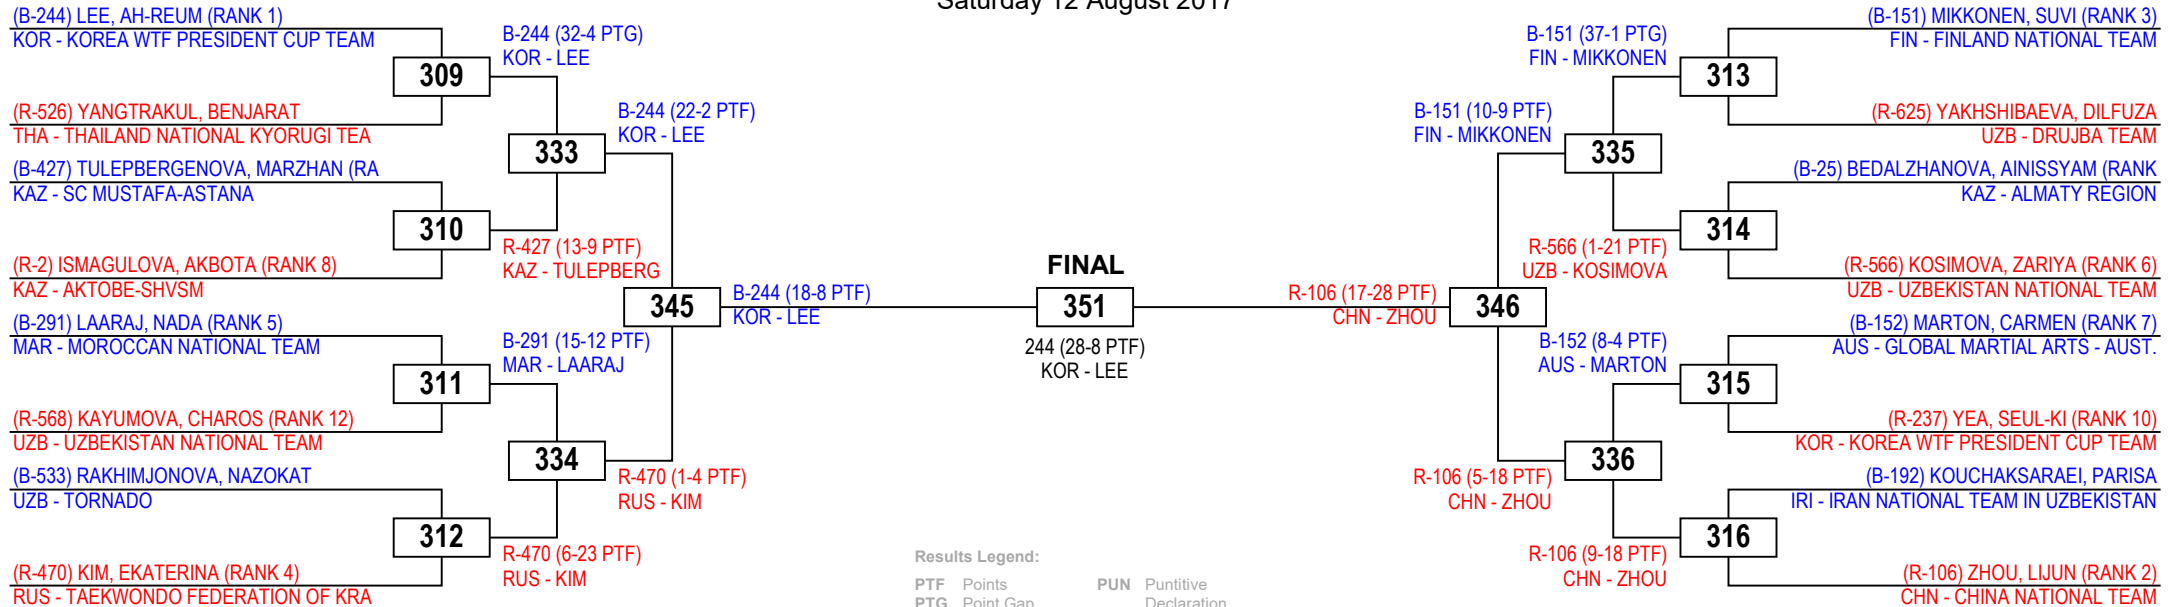 Saturday 12 August 2017
(B-244) LEE, AH-REUM (RANK 1)
KOR - KOREA WTF PRESIDENT CUP TEAM
309
(R-526) YANGTRAKUL, BENJARAT
THA - THAILAND NATIONAL KYORUGI TEA
(B-427) TULEPBERGENOVA, MARZHAN (RA
KAZ - SC MUSTAFA-ASTANA
310
(R-2) ISMAGULOVA, AKBOTA (RANK 8)
KAZ - AKTOBE-SHVSM
(B-291) LAARAJ, NADA (RANK 5)
MAR - MOROCCAN NATIONAL TEAM
311
(R-568) KAYUMOVA, CHAROS (RANK 12)
UZB - UZBEKISTAN NATIONAL TEAM
(B-533) RAKHIMJONOVA, NAZOKAT
UZB - TORNADO
312
(R-470) KIM, EKATERINA (RANK 4)
RUS - TAEKWONDO FEDERATION OF KRA
B-244 (32-4 PTG)
KOR - LEE
333
R-427 (13-9 PTF)
KAZ - TULEPBERG
B-291 (15-12 PTF)
MAR - LAARAJ
334
R-470 (6-23 PTF)
RUS - KIM
B-244 (22-2 PTF)
KOR - LEE
345
R-470 (1-4 PTF)
RUS - KIM
B-244 (18-8 PTF)
KOR - LEE
FINAL
351
244 (28-8 PTF)
KOR - LEE
R-106 (17-28 PTF)
CHN - ZHOU
346
B-151 (10-9 PTF)
FIN - MIKKONEN
R-106 (5-18 PTF)
CHN - ZHOU
B-151 (37-1 PTG)
FIN - MIKKONEN
335
R-566 (1-21 PTF)
UZB - KOSIMOVA
B-152 (8-4 PTF)
AUS - MARTON
336
R-106 (9-18 PTF)
CHN - ZHOU
(B-151) MIKKONEN, SUVI (RANK 3)
FIN - FINLAND NATIONAL TEAM
313
(R-625) YAKHSHIBAEVA, DILFUZA
UZB - DRUJBA TEAM
(B-25) BEDALZHANOVA, AINISSYAM (RANK
KAZ - ALMATY REGION
314
(R-566) KOSIMOVA, ZARIYA (RANK 6)
UZB - UZBEKISTAN NATIONAL TEAM
(B-152) MARTON, CARMEN (RANK 7)
AUS - GLOBAL MARTIAL ARTS - AUST.
315
(R-237) YEA, SEUL-KI (RANK 10)
KOR - KOREA WTF PRESIDENT CUP TEAM
(B-192) KOUCHAKSARAEI, PARISA
IRI - IRAN NATIONAL TEAM IN UZBEKISTAN
316
(R-106) ZHOU, LIJUN (RANK 2)
CHN - CHINA NATIONAL TEAM
Results Legend:
PTF Points PUN Puntitive
PTG Point Gap Declaration